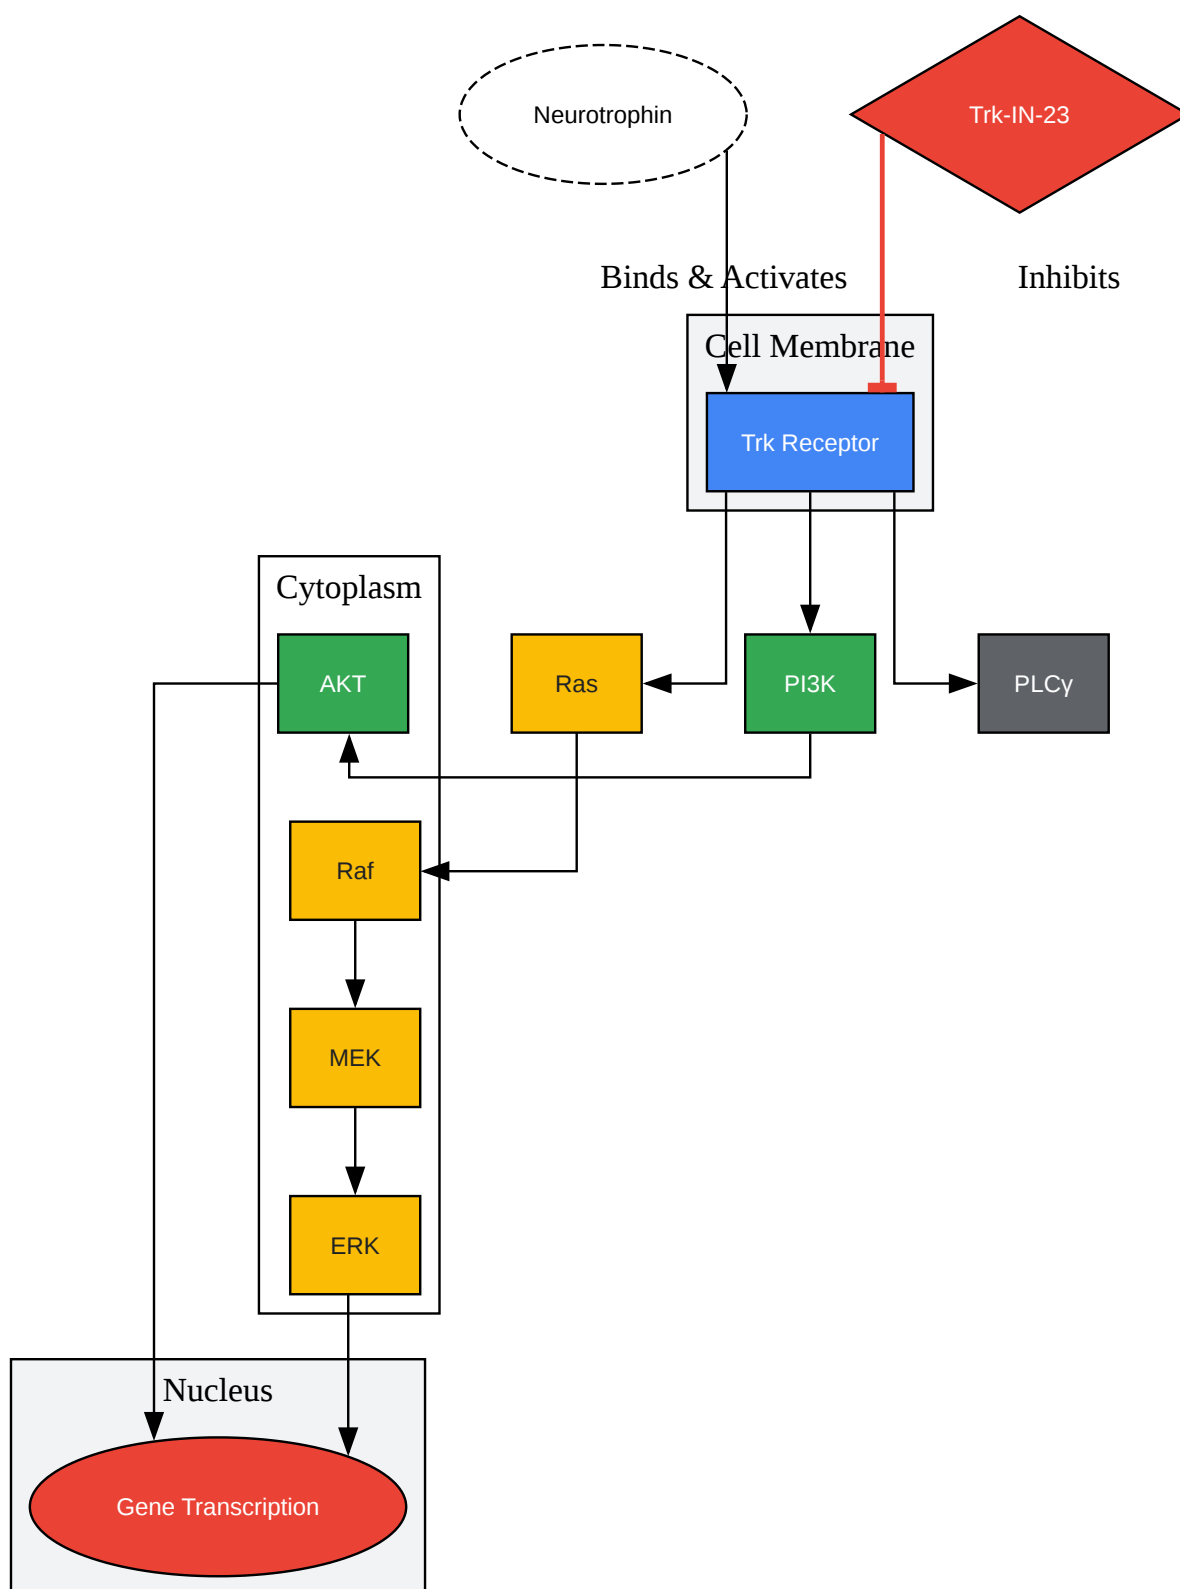 Neurotrophin
Trk-IN-23
Binds & Activates
Inhibits
Cell Membrane
Trk Receptor
Cytoplasm
AKT
Ras
PI3K
PLCγ
Raf
MEK
ERK
Nucleus
Gene Transcription